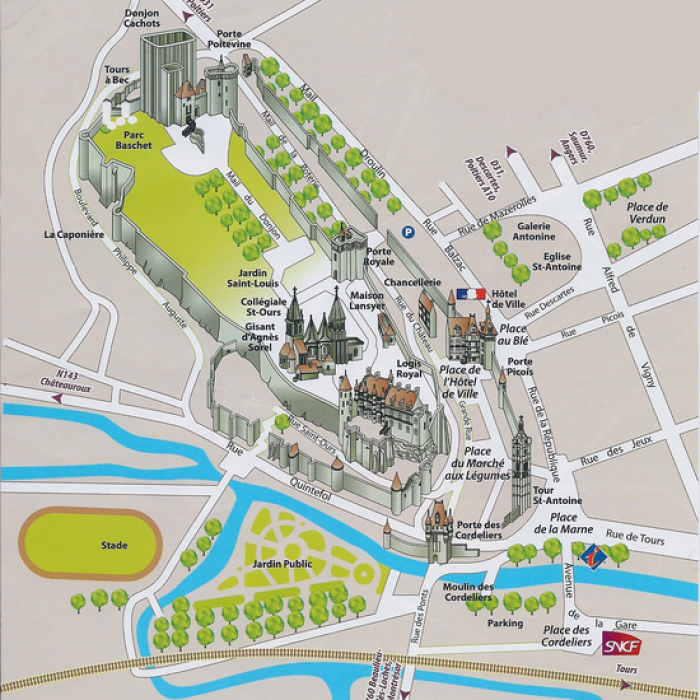 D31
Poitiers
Donjon
Cachots
Porte
Poitevine
Tours
à Bec
Mail
Droulin
Parc
Baschet
Mail de la Poterie
D31,
Descartes,
Poitiers A10
D760,
Saumur,
Angers
Mail du Donjon
Boulevard Philippe Auguste
La Caponière
P
Rue Balzac
Rue de Mazerolles
Galerie
Antonine
Eglise
St-Antoine
Place de
Verdun
Rue Alfred de Vigny
Porte
Royale
Jardin
Saint-Louis
Chancellerie
Maison
Lansyer
Rue du Château
Hôtel
de Ville
Rue Descartes
Rue Picois
Place
au Blé
Collégiale
St-Ours
Gisant
d'Agnès
Sorel
Logis
Royal
Place de
l'Hôtel
de Ville
Porte
Picois
N143
Châteauroux
Grande Rue
Rue de la République
Rue Saint-Ours
Rue Quintefol
Place
du Marché
aux Légumes
Rue des Jeux
Tour
St-Antoine
Place
de la Marne
Rue de Tours
Stade
Jardin Public
Porte des
Cordeliers
i
Moulin des
Cordeliers
Parking
Rue des Ponts
Avenue de la Gare
Place des
Cordeliers
SNCF
Tours
Beaulieu-
lès-Loches,
Montrésor